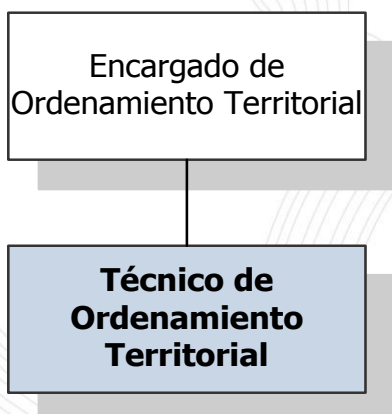 Encargado de
Ordenamiento Territorial
Técnico de
Ordenamiento
Territorial